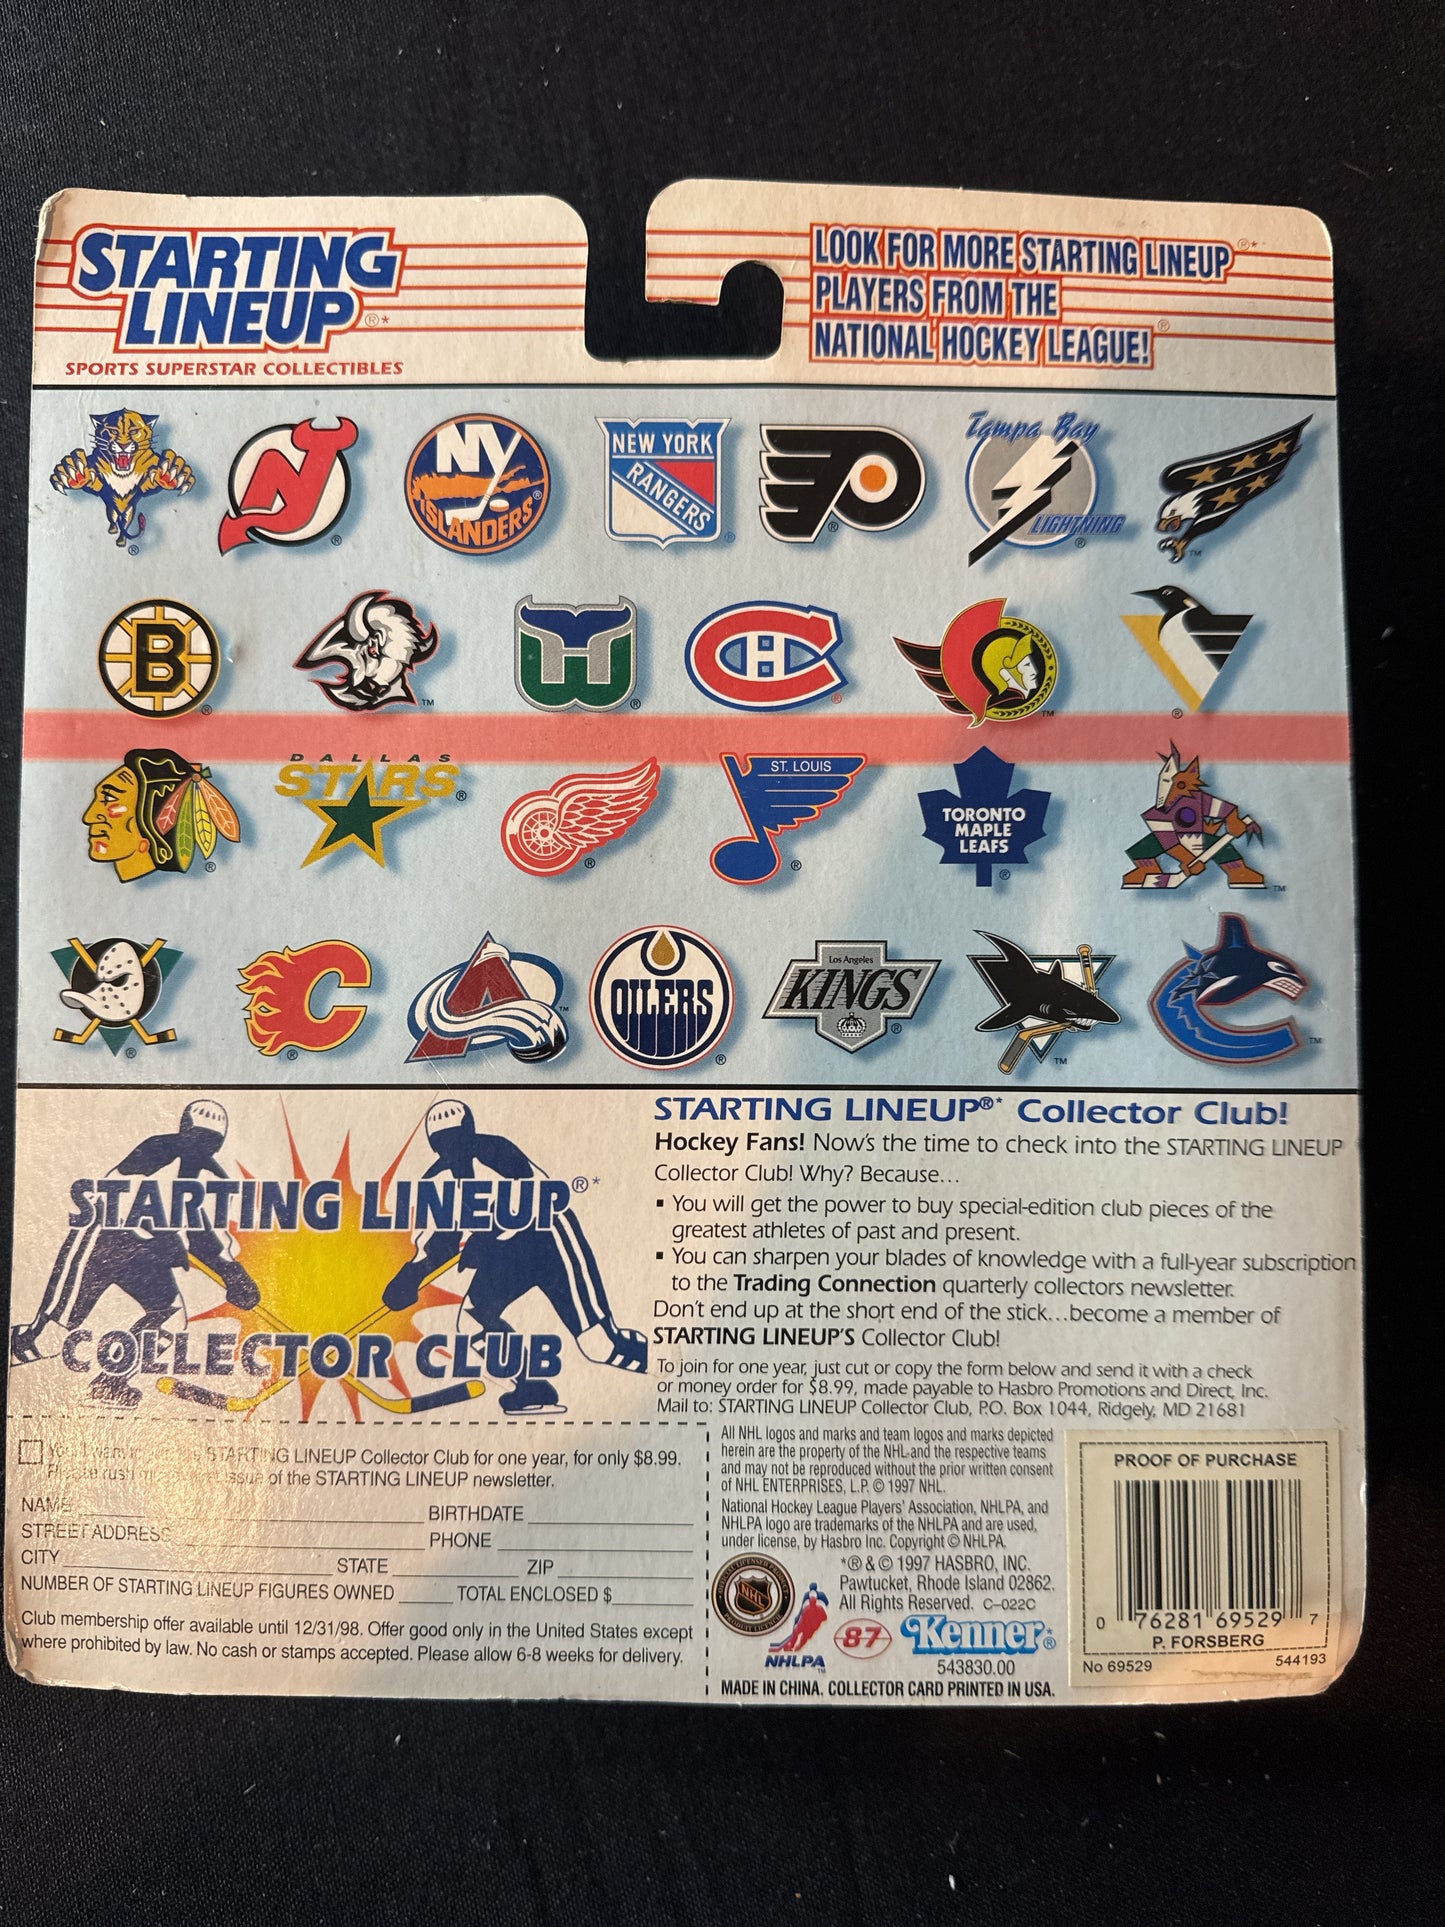 STARTING
LINEUP®*
SPORTS SUPERSTAR COLLECTIBLES
LOOK FOR MORE STARTING LINEUP®*
PLAYERS FROM THE
NATIONAL HOCKEY LEAGUE!®
N
®
NY
ISLANDERS
®
NEW YORK
RANGERS
®
P
®
Tampa Bay
LIGHTNING
®
™
B
®
™
®
C H
®
™
®
®
DALLAS
STARS
®
®
ST. LOUIS
®
TORONTO
MAPLE
LEAFS
®
™
®
C
®
A
™
OILERS
®
Los Angeles
KINGS
®
™
™
STARTING LINEUP®*
COLLECTOR CLUB
STARTING LINEUP®* Collector Club!
Hockey Fans! Now's the time to check into the STARTING LINEUP
Collector Club! Why? Because...
▪ You will get the power to buy special-edition club pieces of the
greatest athletes of past and present.
▪ You can sharpen your blades of knowledge with a full-year subscription
to the Trading Connection quarterly collectors newsletter.
Don't end up at the short end of the stick...become a member of
STARTING LINEUP'S Collector Club!
To join for one year, just cut or copy the form below and send it with a check
or money order for $8.99, made payable to Hasbro Promotions and Direct, Inc.
Mail to: STARTING LINEUP Collector Club, P.O. Box 1044, Ridgely, MD 21681
STARTING LINEUP Collector Club for one year, for only $8.99.
issue of the STARTING LINEUP newsletter.
NAME BIRTHDATE
STREET ADDRESS PHONE
CITY STATE ZIP
NUMBER OF STARTING LINEUP FIGURES OWNED TOTAL ENCLOSED $
Club membership offer available until 12/31/98. Offer good only in the United States except
where prohibited by law. No cash or stamps accepted. Please allow 6-8 weeks for delivery.
All NHL logos and marks and team logos and marks depicted
herein are the property of the NHL and the respective teams
and may not be reproduced without the prior written consent
of NHL ENTERPRISES, L.P. © 1997 NHL.
National Hockey League Players' Association, NHLPA, and
NHLPA logo are trademarks of the NHLPA and are used,
under license, by Hasbro Inc. Copyright © NHLPA.
*® & © 1997 HASBRO, INC.
Pawtucket, Rhode Island 02862.
All Rights Reserved. C-022C
NHL
NHLPA
™
87
Kenner®*
543830.00
MADE IN CHINA. COLLECTOR CARD PRINTED IN USA.
PROOF OF PURCHASE
0 76281 69529 7
P. FORSBERG
No 69529 544193